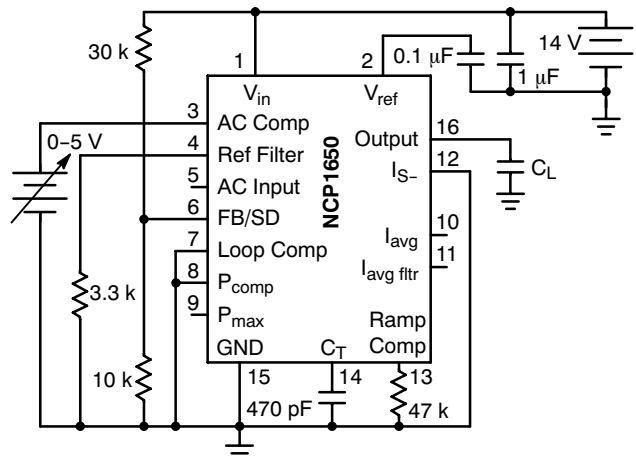 30 k
14 V
1
2
0.1 μF
1 μF
Vin
Vref
3
AC Comp
Output
16
0–5 V
4
Ref Filter
IS–
12
CL
5
AC Input
NCP1650
6
FB/SD
Iavg
10
7
Loop Comp
Iavg fltr
11
8
Pcomp
3.3 k
9
Pmax
Ramp
Comp
GND
CT
10 k
15
14
13
470 pF
47 k